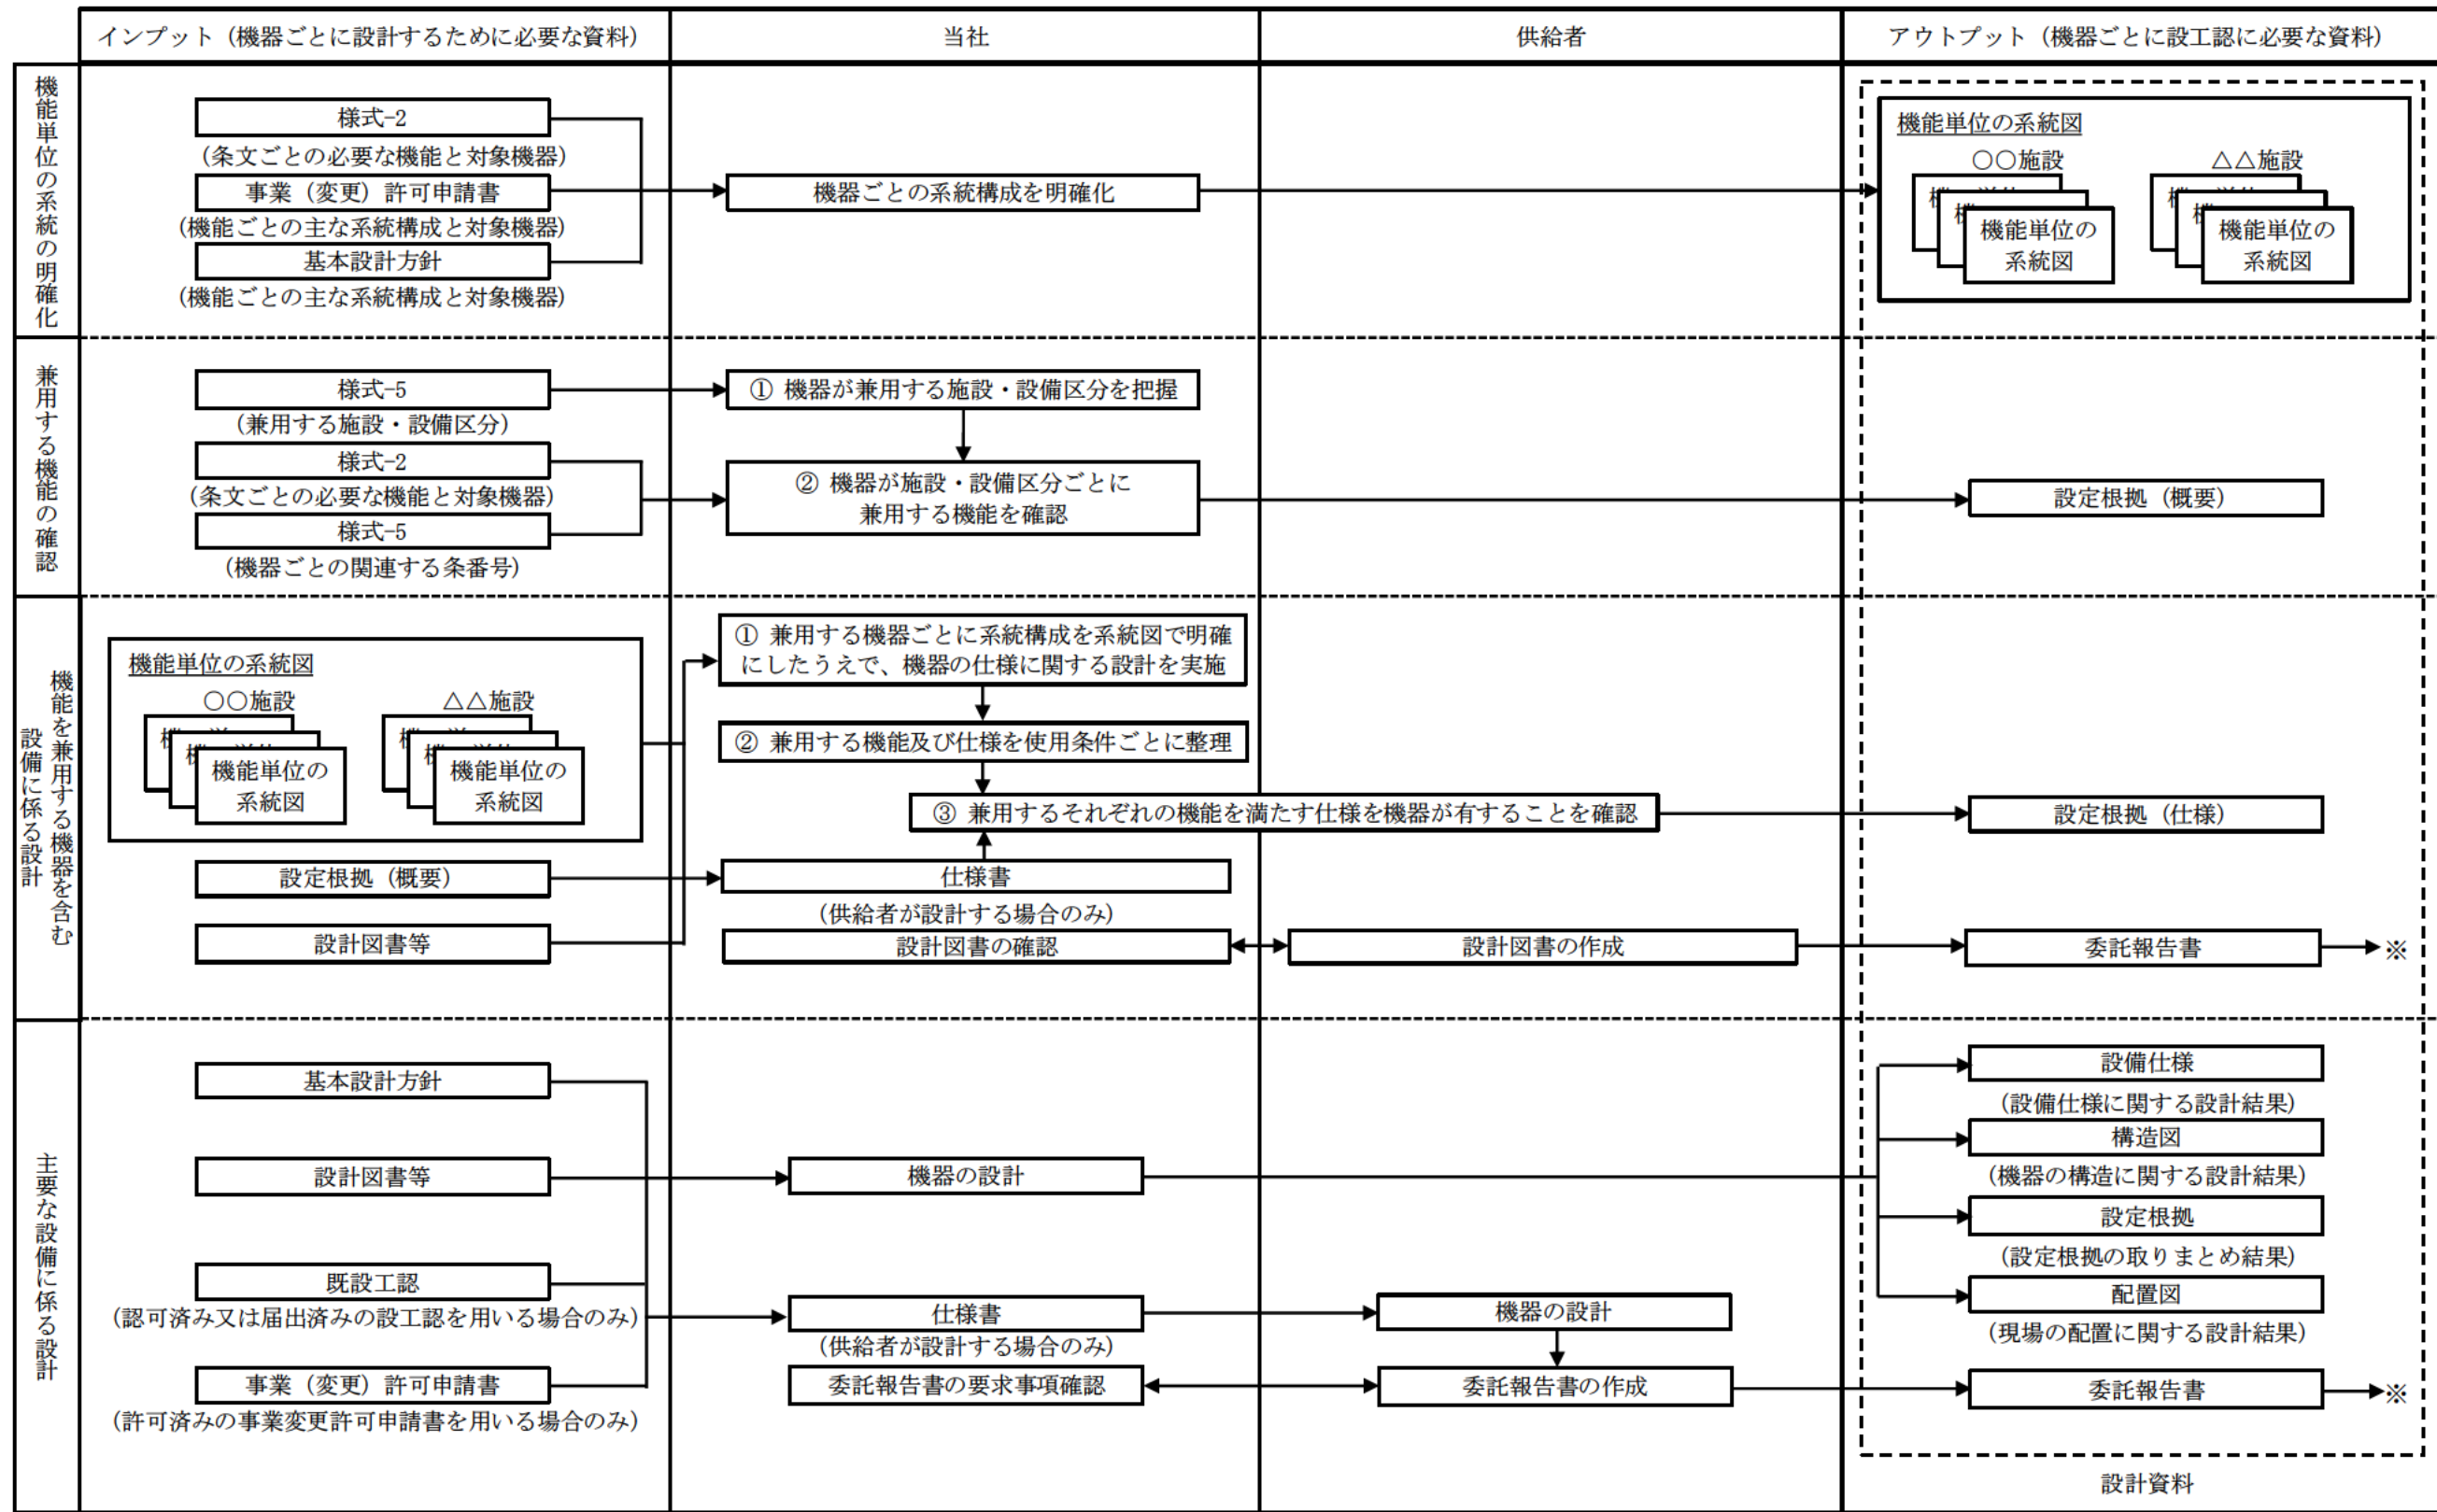 インプット（機器ごとに設計するために必要な資料）
当社
供給者
アウトプット（機器ごとに設工認に必要な資料）
機能単位の系統の明確化
様式-2
（条文ごとの必要な機能と対象機器）
事業（変更）許可申請書
（機能ごとの主な系統構成と対象機器）
基本設計方針
（機能ごとの主な系統構成と対象機器）
機器ごとの系統構成を明確化
機能単位の系統図
○○施設
△△施設
機能単位の
系統図
機能単位の
系統図
兼用する機能の確認
様式-5
（兼用する施設・設備区分）
様式-2
（条文ごとの必要な機能と対象機器）
様式-5
（機器ごとの関連する条番号）
① 機器が兼用する施設・設備区分を把握
② 機器が施設・設備区分ごとに
兼用する機能を確認
設定根拠（概要）
機能を兼用する機器を含む
設備に係る設計
機能単位の系統図
○○施設
△△施設
機能単位の
系統図
機能単位の
系統図
設定根拠（概要）
設計図書等
① 兼用する機器ごとに系統構成を系統図で明確
にしたうえで、機器の仕様に関する設計を実施
② 兼用する機能及び仕様を使用条件ごとに整理
③ 兼用するそれぞれの機能を満たす仕様を機器が有することを確認
仕様書
（供給者が設計する場合のみ）
設計図書の確認
設計図書の作成
設定根拠（仕様）
委託報告書
※
主要な設備に係る設計
基本設計方針
設計図書等
既設工認
（認可済み又は届出済みの設工認を用いる場合のみ）
事業（変更）許可申請書
（許可済みの事業変更許可申請書を用いる場合のみ）
機器の設計
仕様書
（供給者が設計する場合のみ）
委託報告書の要求事項確認
機器の設計
委託報告書の作成
設備仕様
（設備仕様に関する設計結果）
構造図
（機器の構造に関する設計結果）
設定根拠
（設定根拠の取りまとめ結果）
配置図
（現場の配置に関する設計結果）
委託報告書
※
設計資料